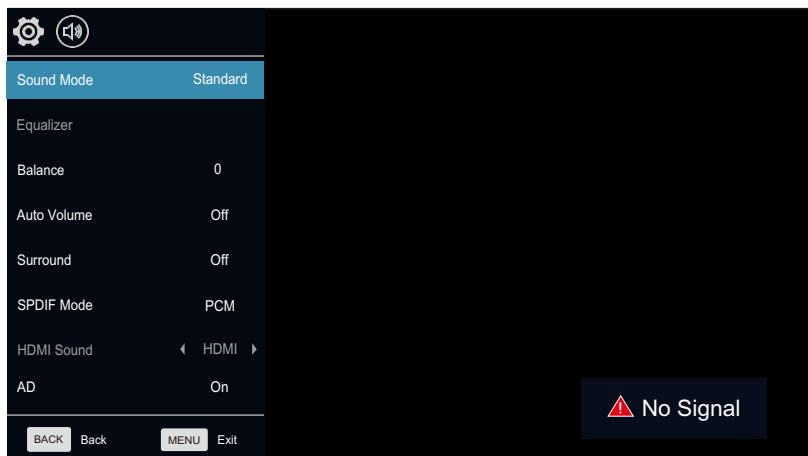 Sound Mode Standard
Equalizer
Balance 0
Auto Volume Off
Surround Off
SPDIF Mode PCM
HDMI Sound HDMI
AD On
No Signal
BACK Back MENU Exit